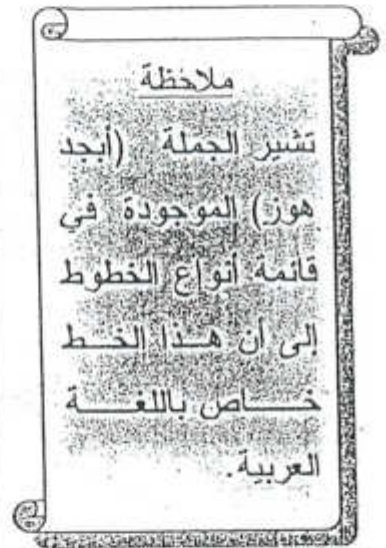 ملاحظة
تشير الجملة (أبجد
هوز) الموجودة في
قائمة أنواع الخطوط
إلى أن هذا الخط
خاص باللغة
العربية.